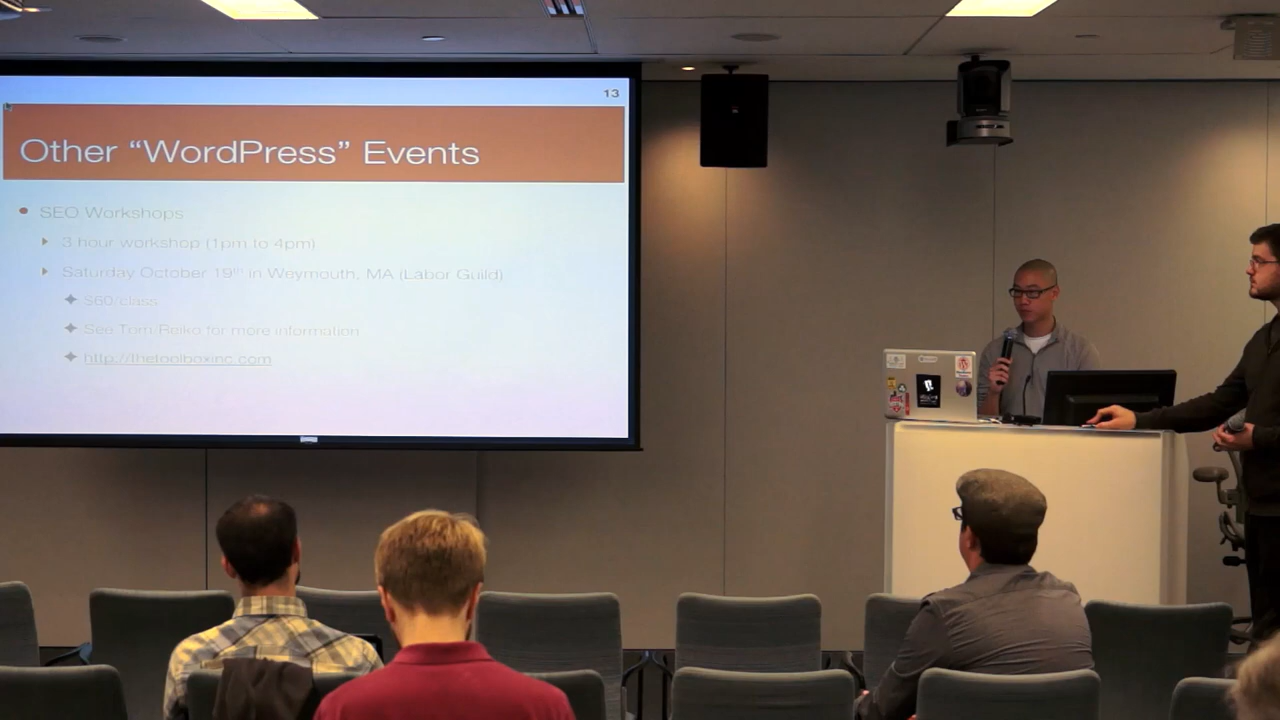 13
Other “WordPress” Events
SEO Workshops
3 hour workshop (1pm to 4pm)
Saturday October 19th in Weymouth, MA (Labor Guild)
$60/class
See Tom Reiko for more information
http://thetoolboxinc.com